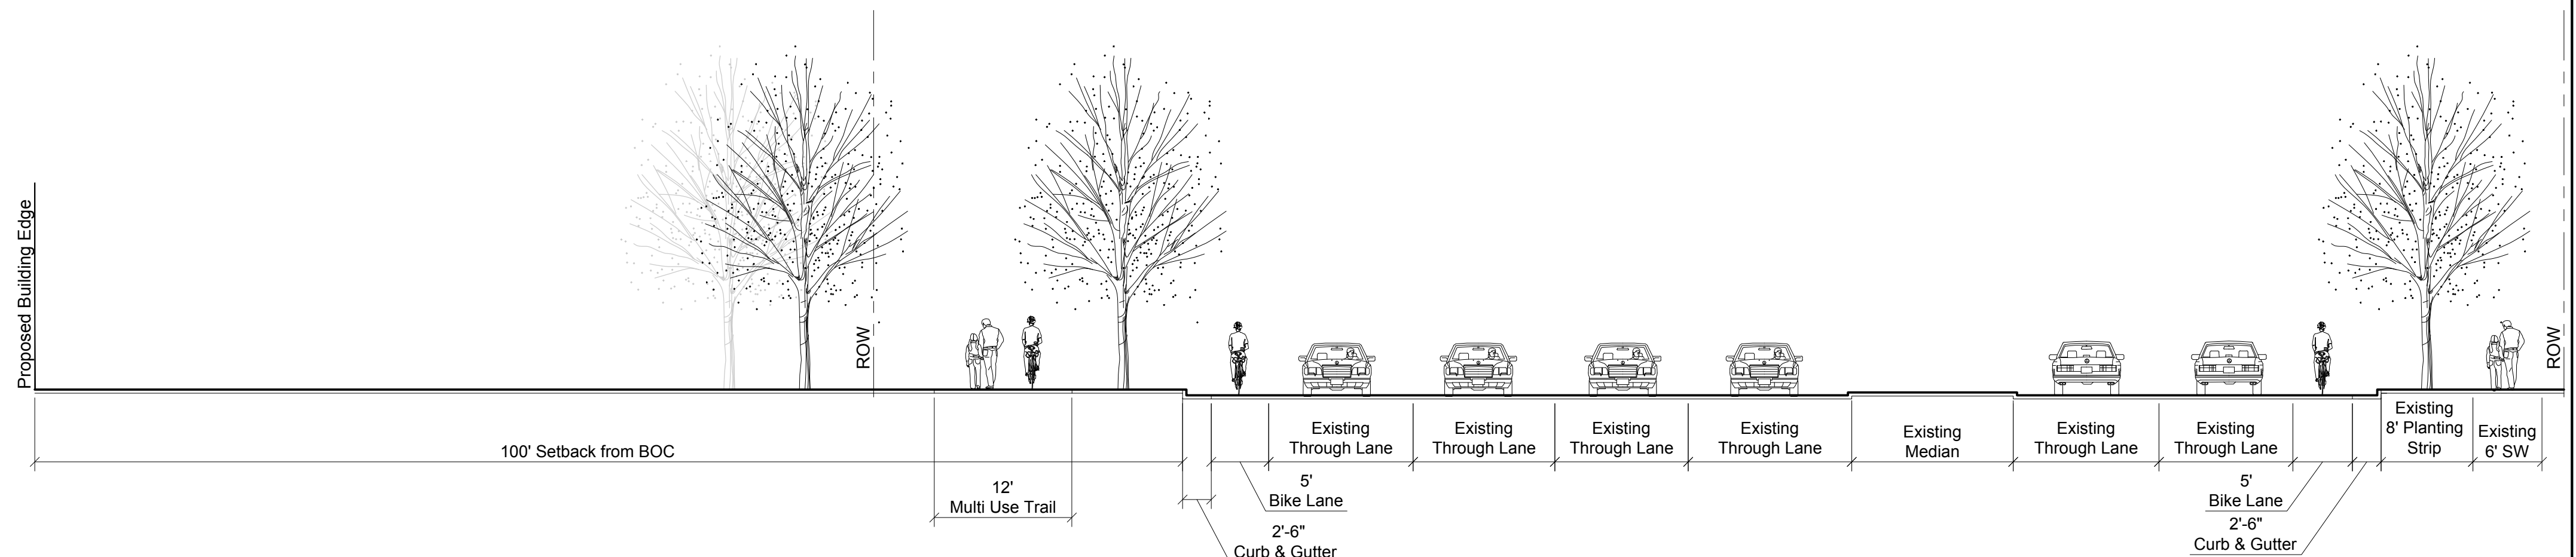 Proposed Building Edge
ROW
ROW
100' Setback from BOC
12'
Multi Use Trail
2'-6"
Curb & Gutter
5'
Bike Lane
Existing
Through Lane
Existing
Through Lane
Existing
Through Lane
Existing
Through Lane
Existing
Median
Existing
Through Lane
Existing
Through Lane
5'
Bike Lane
2'-6"
Curb & Gutter
Existing
8' Planting
Strip
Existing
6' SW